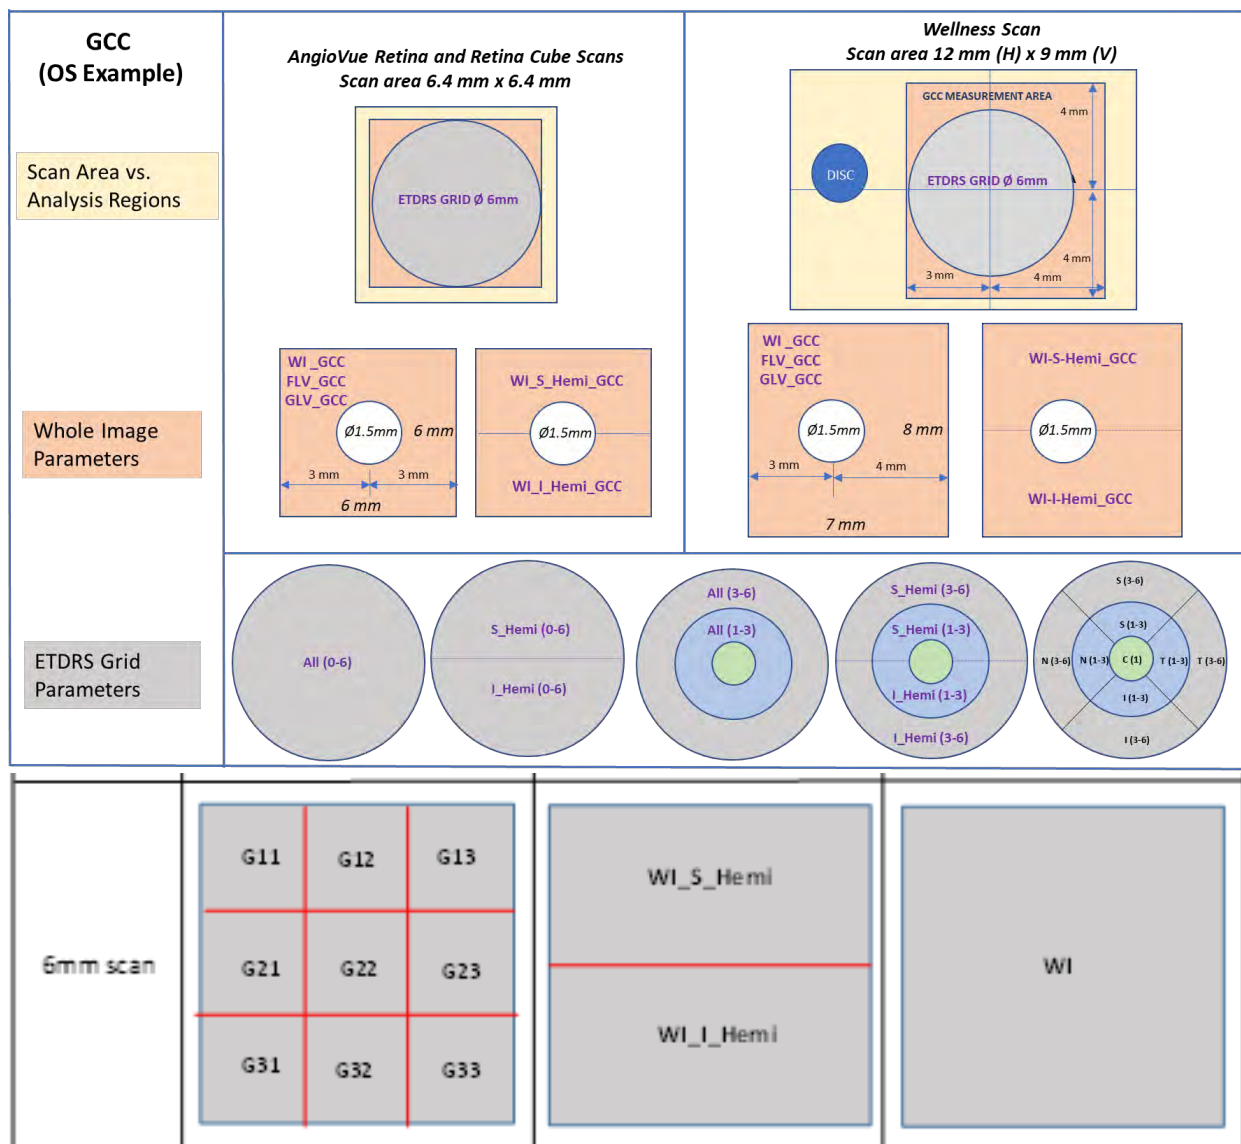 GCC
(OS Example)
AngioVue Retina and Retina Cube Scans
Scan area 6.4 mm x 6.4 mm
Wellness Scan
Scan area 12 mm (H) x 9 mm (V)
Scan Area vs.
Analysis Regions
ETDRS GRID Ø 6mm
GCC MEASUREMENT AREA
4 mm
DISC
ETDRS GRID Ø 6mm
A
4 mm
3 mm
4 mm
Whole Image
Parameters
WI _GCC
FLV_GCC
GLV_GCC
Ø1.5mm
6 mm
3 mm
3 mm
6 mm
WI_S_Hemi_GCC
Ø1.5mm
WI_I_Hemi_GCC
WI _GCC
FLV_GCC
GLV_GCC
Ø1.5mm
8 mm
3 mm
4 mm
7 mm
WI-S-Hemi_GCC
Ø1.5mm
WI-I-Hemi_GCC
ETDRS Grid
Parameters
All (0-6)
S_Hemi (0-6)
I_Hemi (0-6)
All (3-6)
All (1-3)
S_Hemi (3-6)
S_Hemi (1-3)
I_Hemi (1-3)
I_Hemi (3-6)
S (3-6)
S (1-3)
N (3-6) N (1-3) C (1) T (1-3) T (3-6)
I (1-3)
I (3-6)
6mm scan
G11 G12 G13
G21 G22 G23
G31 G32 G33
WI_S_Hemi
WI_I_Hemi
WI